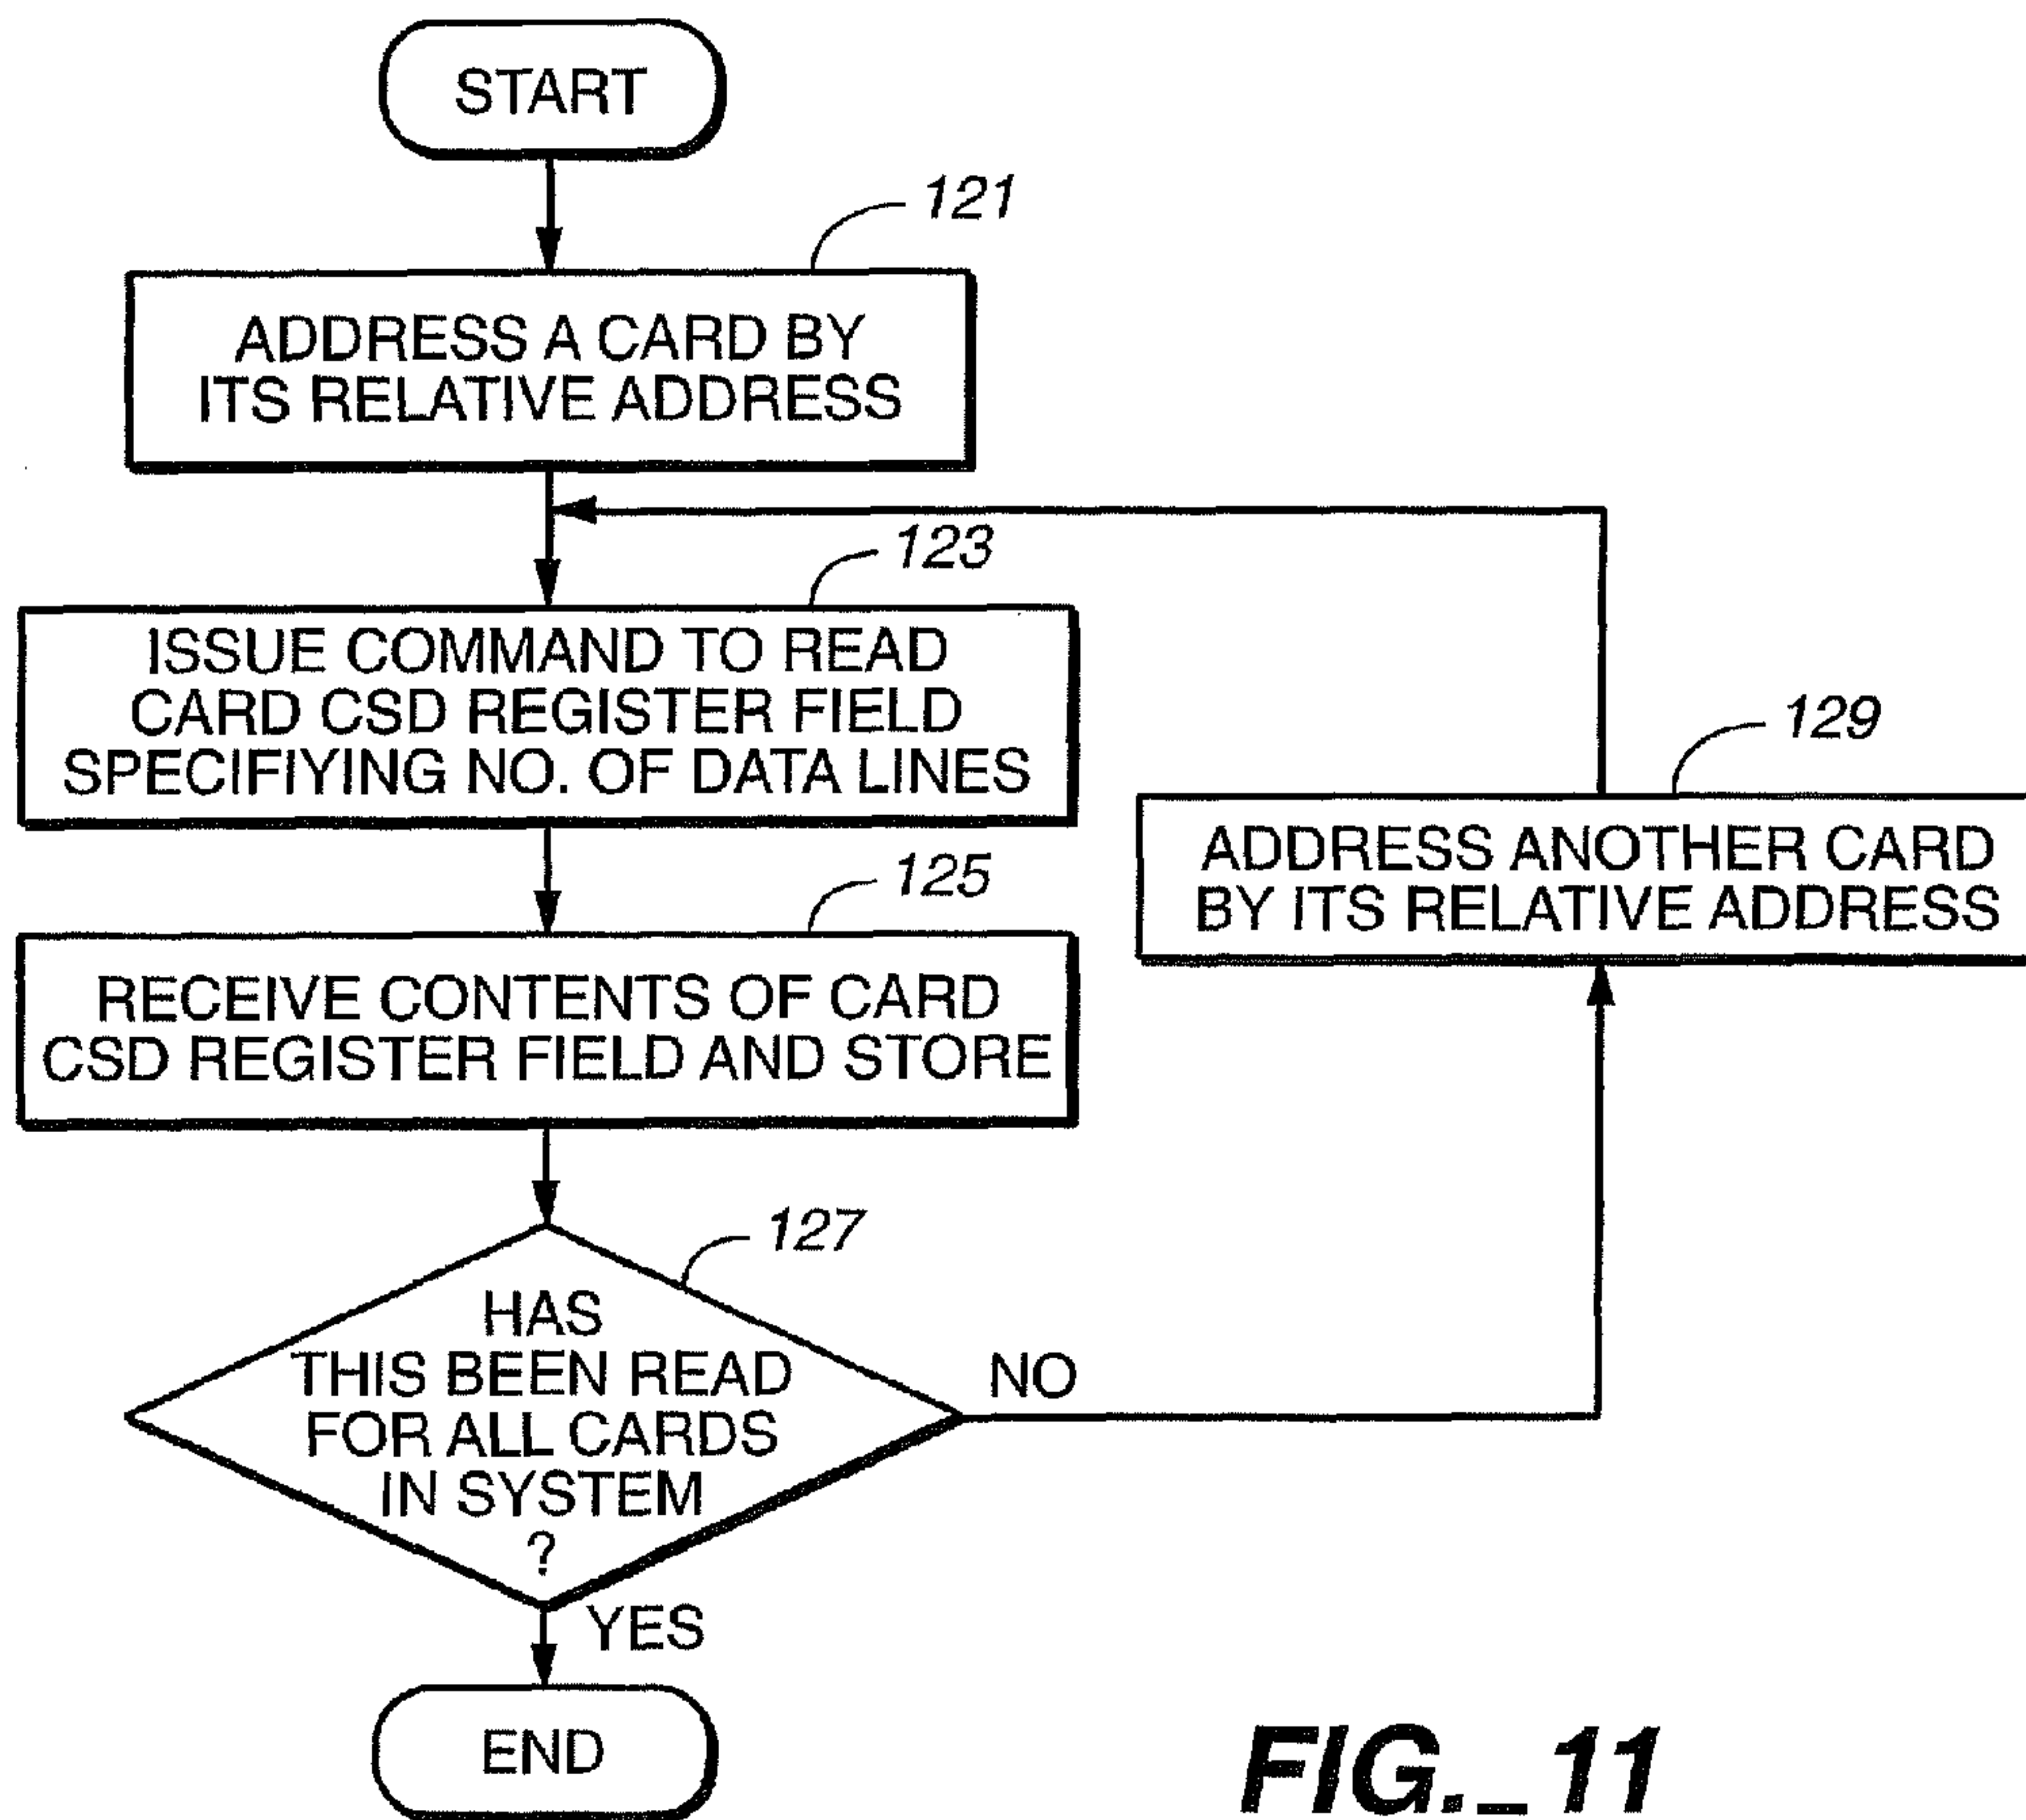 START
121
ADDRESS A CARD BY
ITS RELATIVE ADDRESS
123
ISSUE COMMAND TO READ
CARD CSD REGISTER FIELD
SPECIFIYING NO. OF DATA LINES
129
ADDRESS ANOTHER CARD
BY ITS RELATIVE ADDRESS
125
RECEIVE CONTENTS OF CARD
CSD REGISTER FIELD AND STORE
127
HAS
THIS BEEN READ
FOR ALL CARDS
IN SYSTEM
?
NO
YES
END
FIG._11